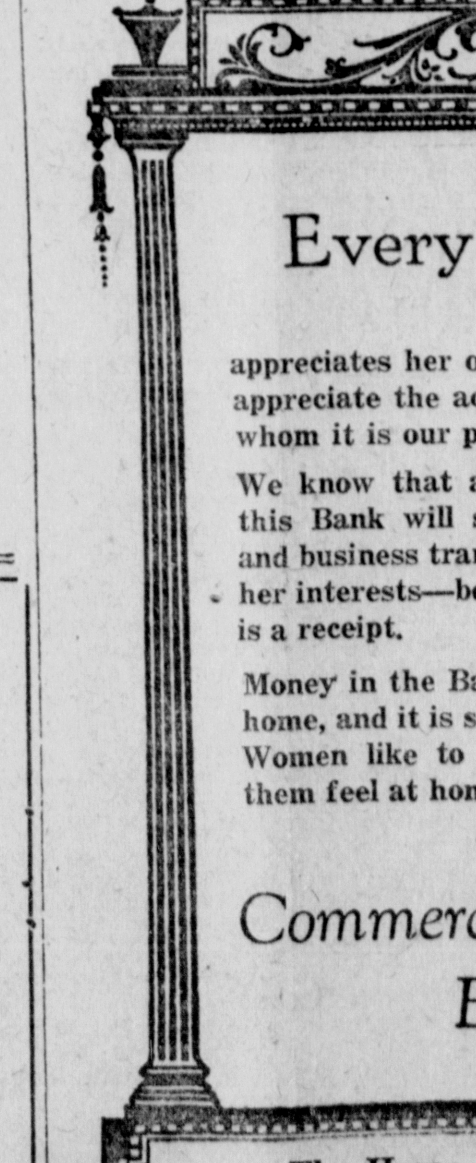 Every
appreciates her
appreciate the
whom it is our
We know that
this Bank will
and business
her interests—
is a receipt.
Money in the
home, and it is
Women like to
them feel at